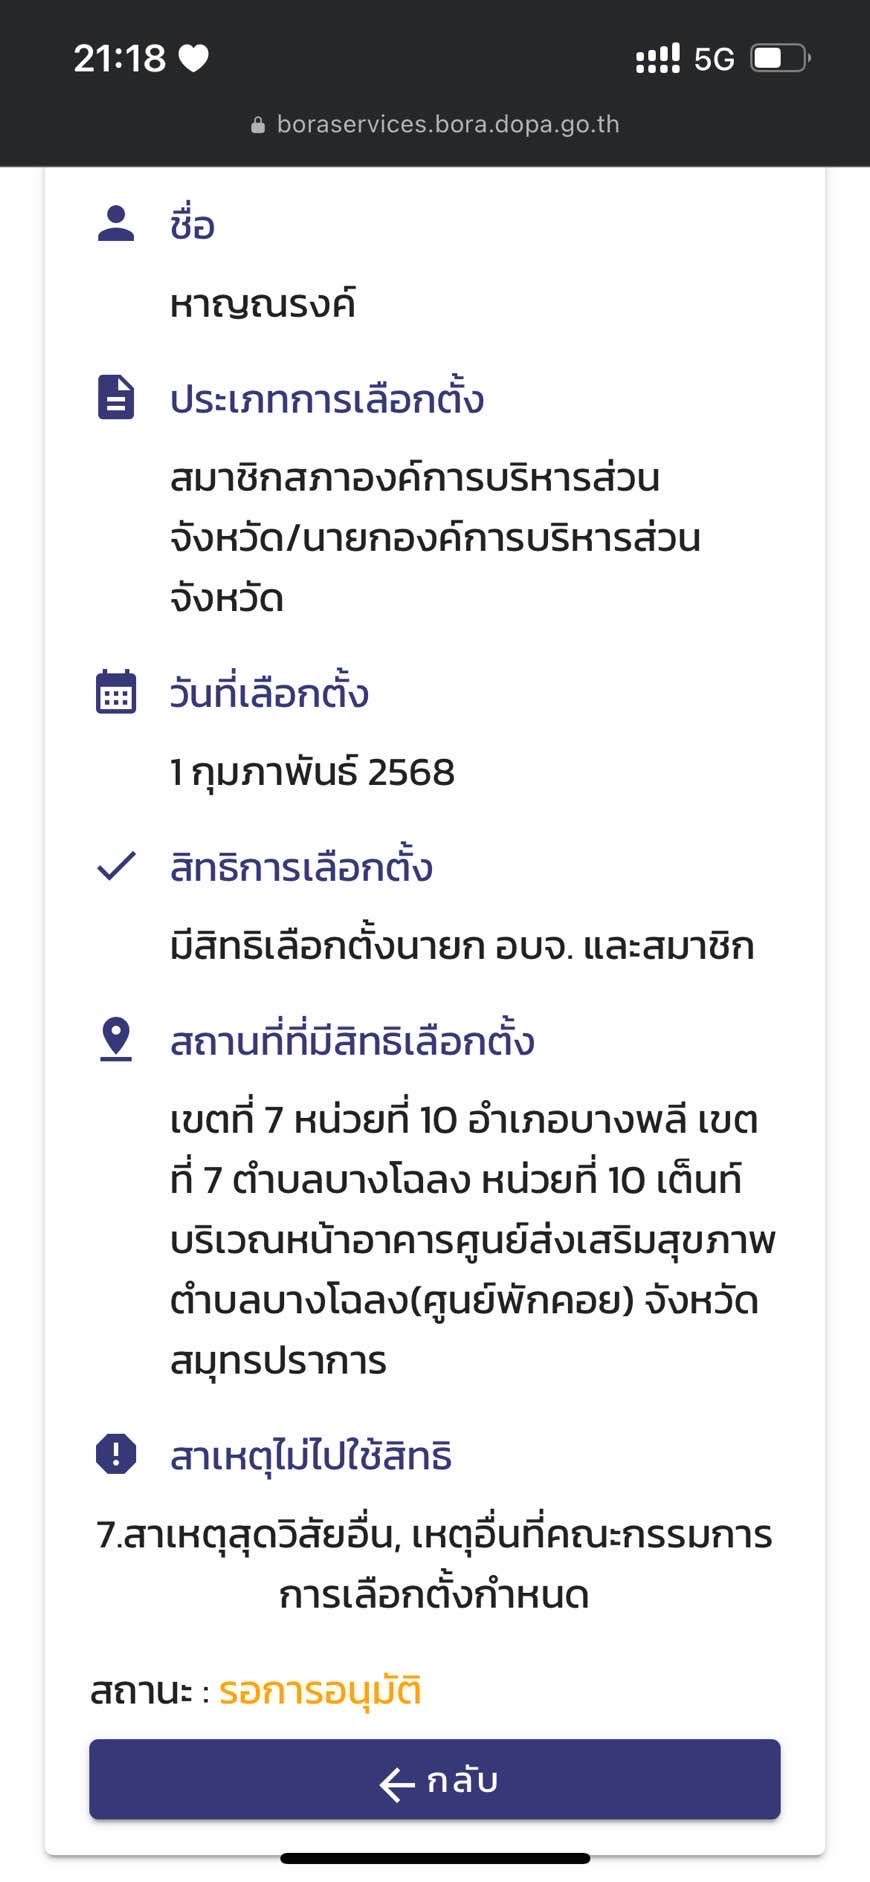 21:18
5G
boraservices.bora.dopa.go.th
ชื่อ
หาญณรงค์
ประเภทการเลือกตั้ง
สมาชิกสภาองค์การบริหารส่วน
จังหวัด/นายกองค์การบริหารส่วน
จังหวัด
วันที่เลือกตั้ง
1 กุมภาพันธ์ 2568
สิทธิการเลือกตั้ง
มีสิทธิเลือกตั้งนายก อบจ. และสมาชิก
สถานที่ที่มีสิทธิเลือกตั้ง
เขตที่ 7 หน่วยที่ 10 อำเภอบางพลี เขต
ที่ 7 ตำบลบางโฉลง หน่วยที่ 10 เต็นท์
บริเวณหน้าอาคารศูนย์ส่งเสริมสุขภาพ
ตำบลบางโฉลง(ศูนย์พักคอย) จังหวัด
สมุทรปราการ
สาเหตุไม่ไปใช้สิทธิ
7.สาเหตุสุดวิสัยอื่น, เหตุอื่นที่คณะกรรมการ
การเลือกตั้งกำหนด
สถานะ : รอการอนุมัติ
กลับ